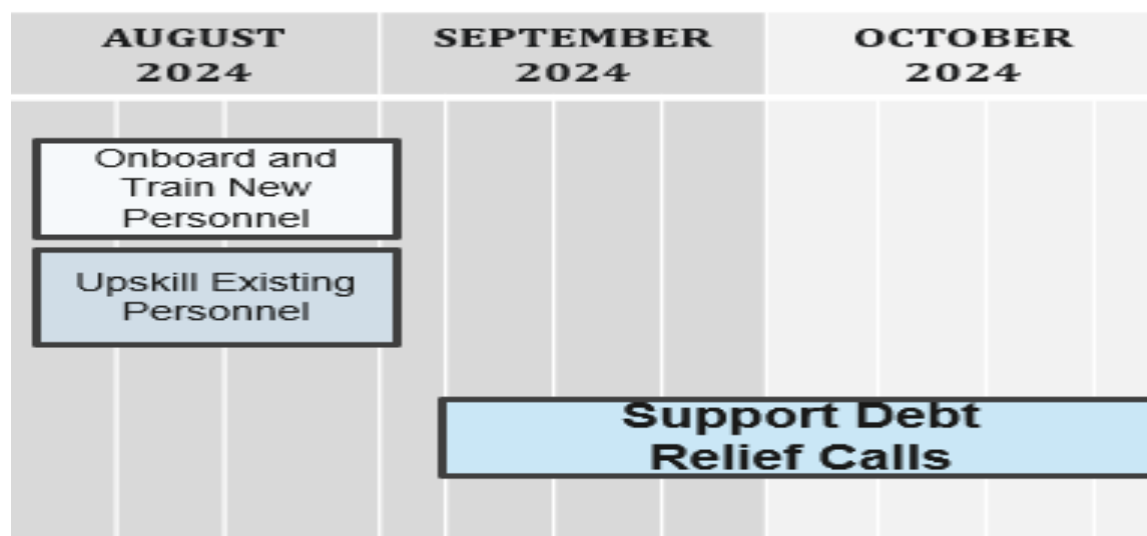 AUGUST
2024
SEPTEMBER
2024
OCTOBER
2024
Onboard and
Train New
Personnel
Upskill Existing
Personnel
Support Debt
Relief Calls